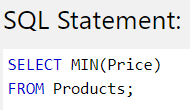 SQL Statement:
SELECT MIN(Price)
FROM Products;